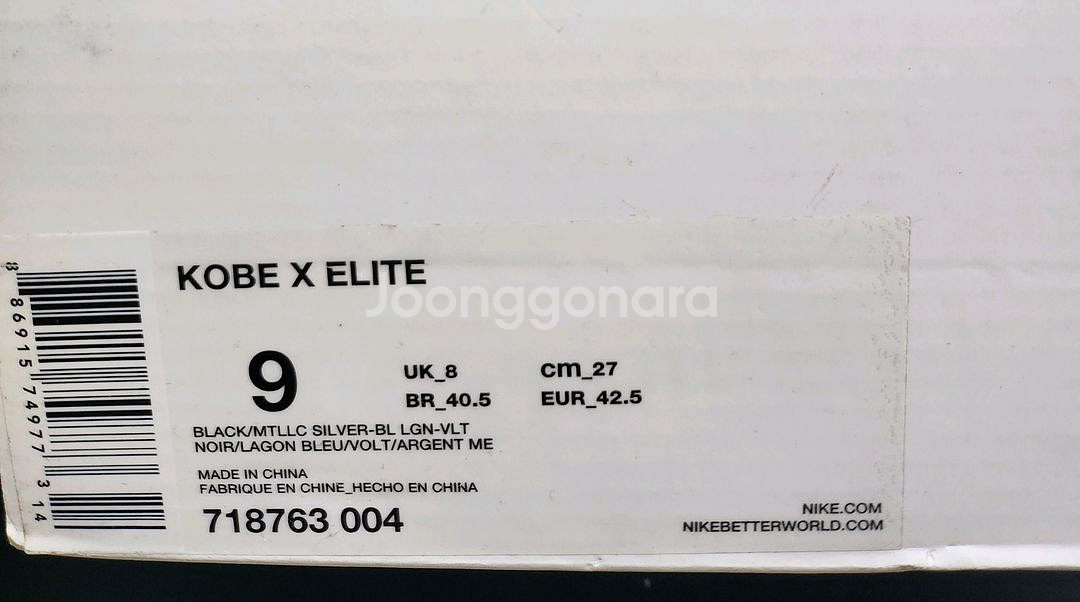 KOBE X ELITE
Joonggonara
9
UK_8
cm_27
BR_40.5
EUR_42.5
BLACK/MTLLC SILVER-BL LGN-VLT
NOIR/LAGON BLEU/VOLT/ARGENT ME
MADE IN CHINA
FABRIQUE EN CHINE_HECHO EN CHINA
718763 004
NIKE.COM
NIKEBETTERWORLD.COM
8 86915 74977 3 14